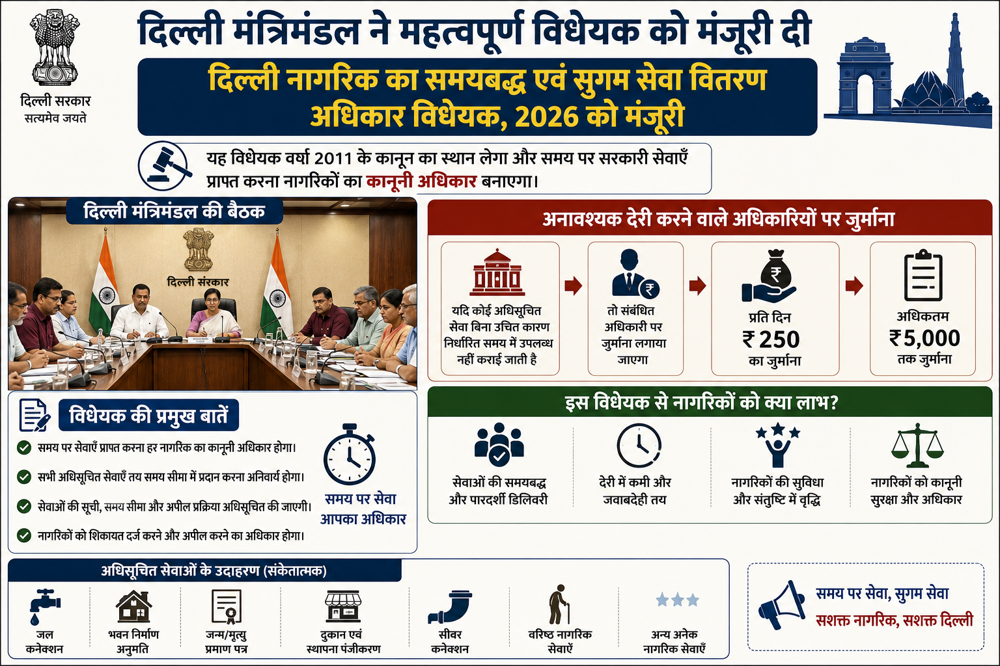 दिल्ली मंत्रिमंडल ने महत्वपूर्ण विधेयक को मंजूरी दी
दिल्ली सरकार
सत्यमेव जयते
दिल्ली नागरिक का समयबद्ध एवं सुगम सेवा वितरण
अधिकार विधेयक, 2026 को मंजूरी
यह विधेयक वर्षा 2011 के कानून का स्थान लेगा और समय पर सरकारी सेवाएँ
प्राप्त करना नागरिकों का कानूनी अधिकार बनाएगा।
दिल्ली मंत्रिमंडल की बैठक
दिल्ली संरकार
अनावश्यक देरी करने वाले अधिकारियों पर जुर्माना
यदि कोई अधिसूचित
सेवा बिना उचित कारण
निर्धारित समय में उपलब्ध
नहीं कराई जाती है
तो संबंधित
अधिकारी पर
जुर्माना लगाया
जाएगा
₹
प्रति दिन
₹ 250
का जुर्माना
₹
अधिकतम
₹5,000
तक जुर्माना
विधेयक की प्रमुख बातें
समय पर सेवाएँ प्राप्त करना हर नागरिक का कानूनी अधिकार होगा।
सभी अधिसूचित सेवाएँ तय समय सीमा में प्रदान करना अनिवार्य होगा।
सेवाओं की सूची, समय सीमा और अपील प्रक्रिया अधिसूचित की जाएगी।
नागरिकों को शिकायत दर्ज करने और अपील करने का अधिकार होगा।
समय पर सेवा
आपका अधिकार
इस विधेयक से नागरिकों को क्या लाभ?
सेवाओं की समयबद्ध
और पारदर्शी डिलिवरी
देरी में कमी और
जवाबदेही तय
नागरिकों की सुविधा
और संतुष्टि में वृद्धि
नागरिकों को कानूनी
सुरक्षा और अधिकार
अधिसूचित सेवाओं के उदाहरण (संकेतात्मक)
जल
कनेक्शन
भवन निर्माण
अनुमति
जन्म/मृत्यु
प्रमाण पत्र
दुकान एवं
स्थापना पंजीकरण
सीवर
कनेक्शन
वरिष्ठ नागरिक
सेवाऐं
अन्य अनेक
नागरिक सेवाएँ
समय पर सेवा, सुगम सेवा
सशक्त नागरिक, सशक्त दिल्ली